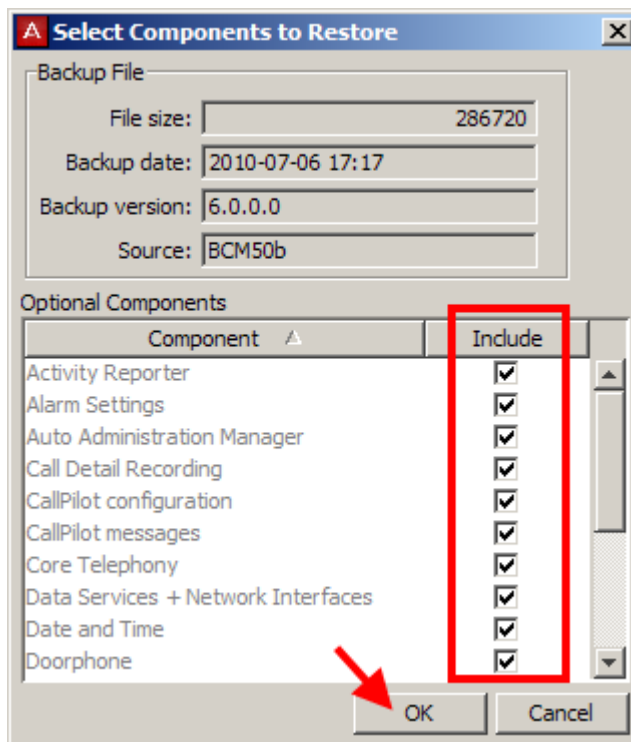 Select Components to Restore
Backup File
File size: 286720
Backup date: 2010-07-06 17:17
Backup version: 6.0.0.0
Source: BCM50b
Optional Components
Component Include
Activity Reporter
Alarm Settings
Auto Administration Manager
Call Detail Recording
CallPilot configuration
CallPilot messages
Core Telephony
Data Services + Network Interfaces
Date and Time
Doorphone
OK Cancel